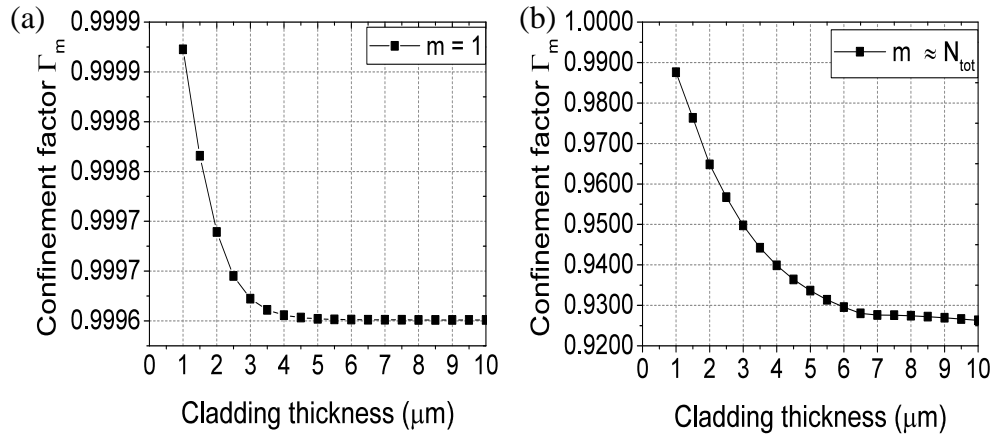 (a)
Confinement factor Γm
0.9999
0.9999
0.9998
0.9998
0.9997
0.9997
0.9996
m = 1
0 1 2 3 4 5 6 7 8 9 10
Cladding thickness (μm)
(b)
Confinement factor Γm
1.0000
0.9900
0.9800
0.9700
0.9600
0.9500
0.9400
0.9300
0.9200
m ≈ Ntot
0 1 2 3 4 5 6 7 8 9 10
Cladding thickness (μm)